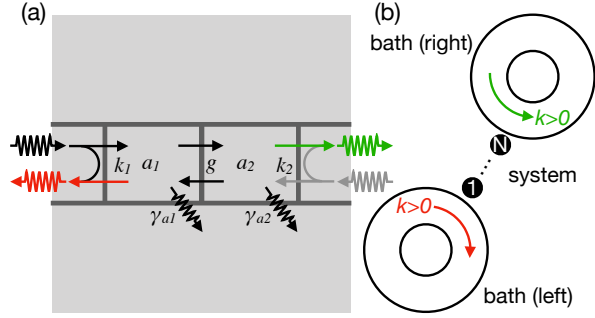 (a)
k1 a1 g a2 k2
γa1 γa2
(b)
bath (right)
k>0
N
system
1
k>0
bath (left)